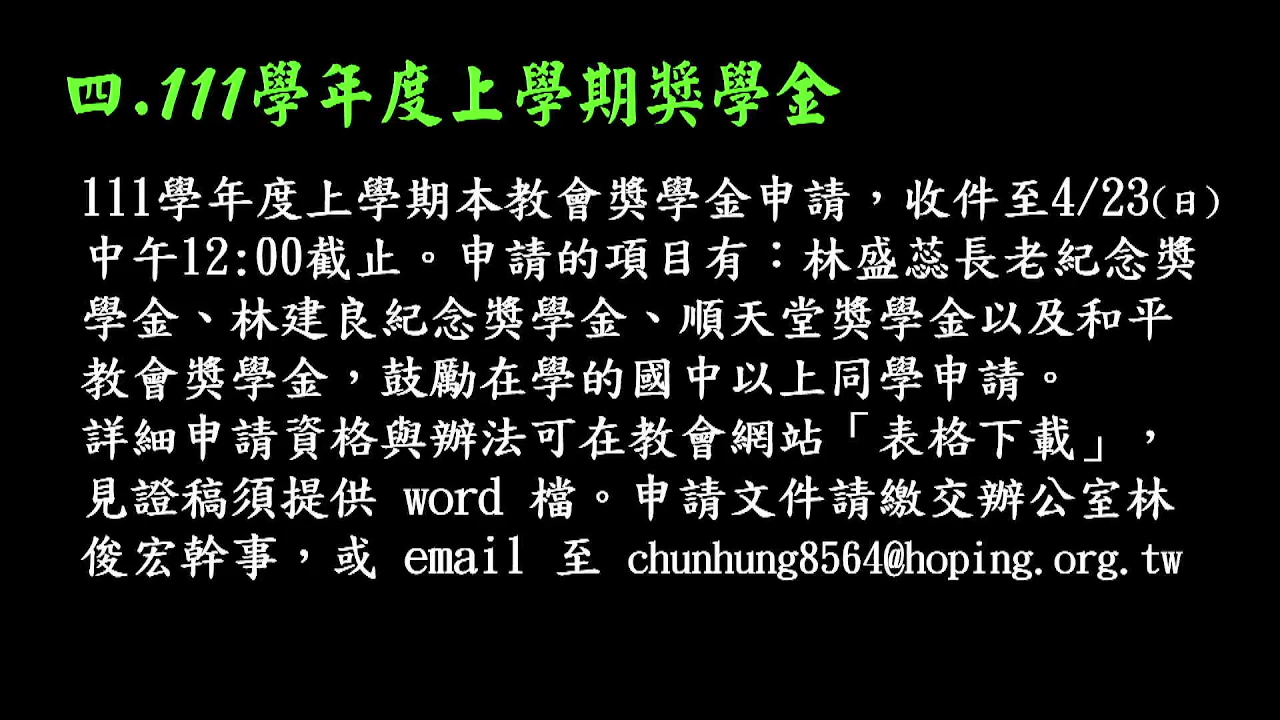 四.111學年度上學期獎學金
111學年度上學期本教會獎學金申請，收件至4/23(日)
中午12:00截止。申請的項目有：林盛蕊長老紀念獎
學金、林建良紀念獎學金、順天堂獎學金以及和平
教會獎學金，鼓勵在學的國中以上同學申請。
詳細申請資格與辦法可在教會網站「表格下載」，
見證稿須提供 word 檔。申請文件請繳交辦公室林
俊宏幹事，或 email 至 chunhung8564@hoping.org.tw